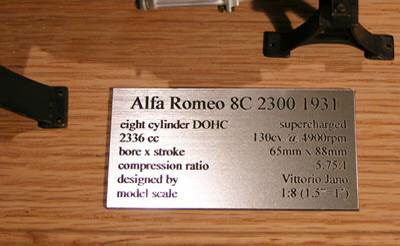 Alfa Romeo 8C 2300 1931
eight cylinder DOHC supercharged
2336 cc 130cv a 4900rpm
bore x stroke 65mm x 88mm
compression ratio 5.75:1
designed by Vittorio Jano
model scale 1:8 (1.5"=1')